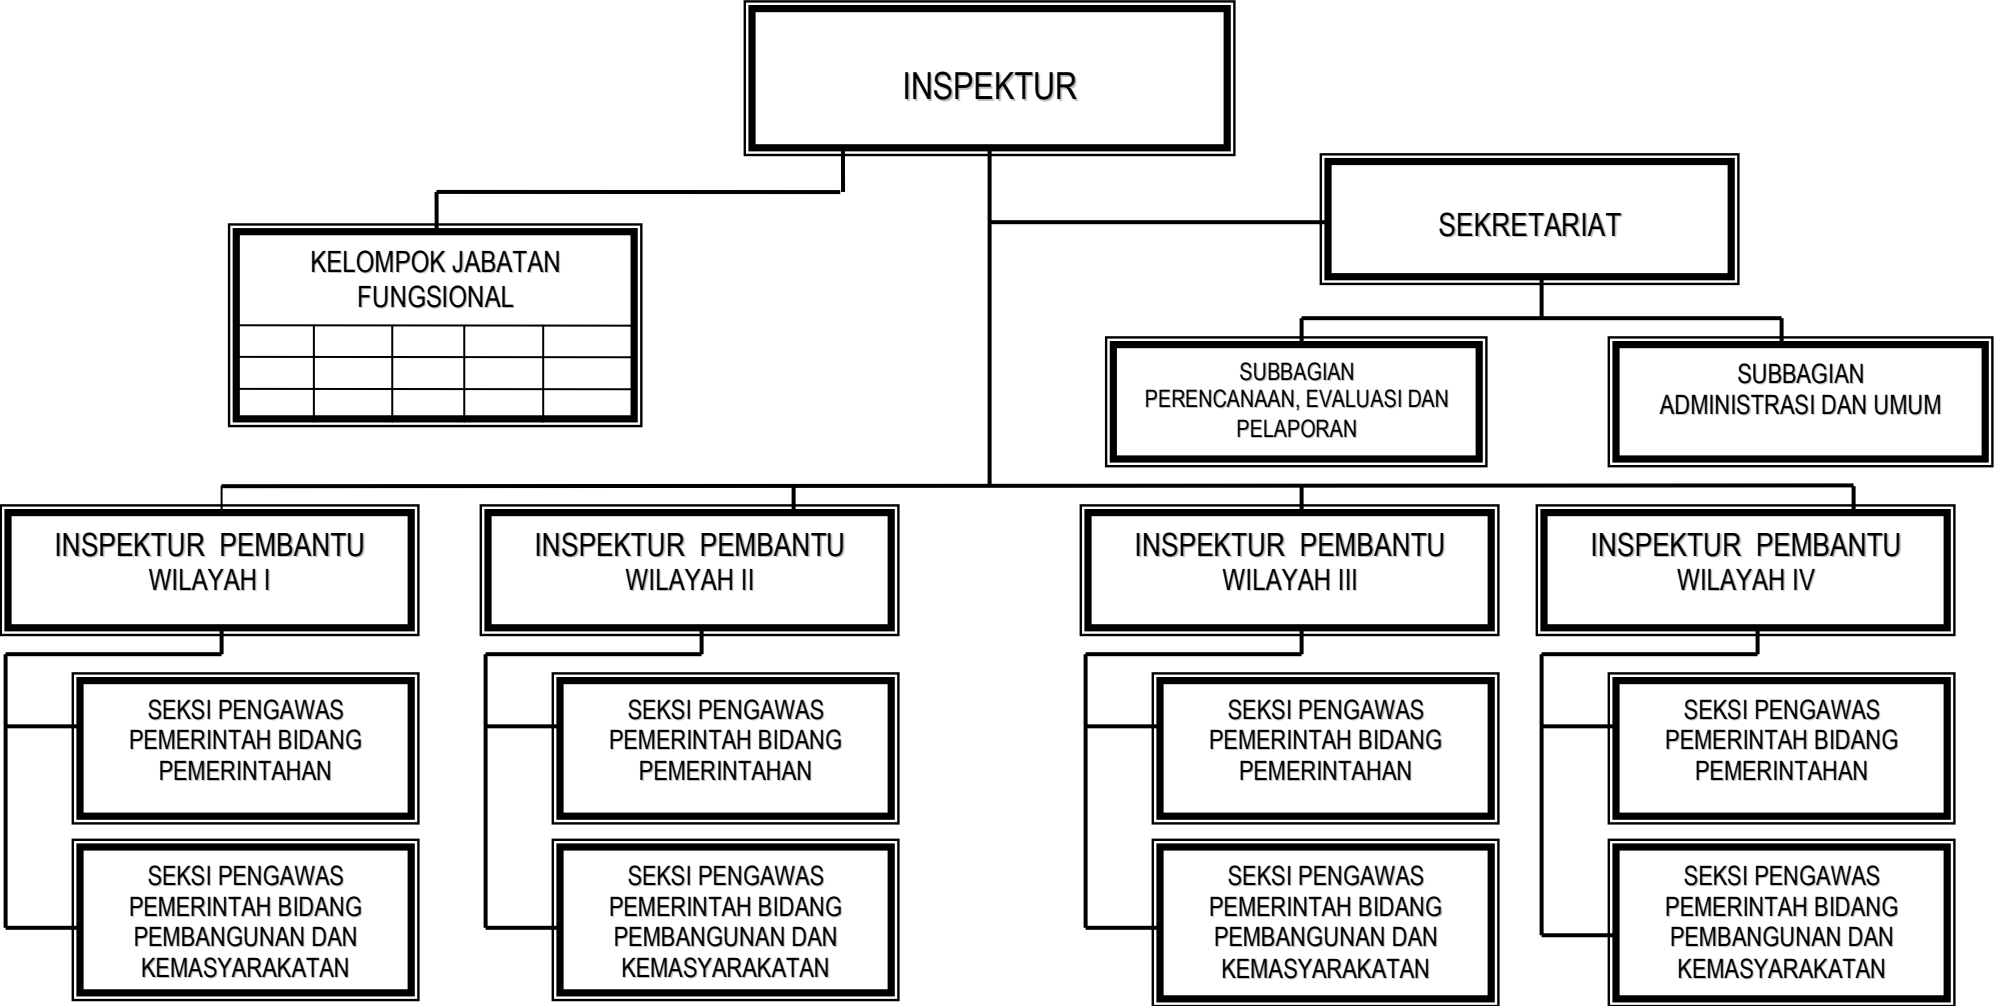 INSPEKTUR
SEKRETARIAT
KELOMPOK JABATAN
FUNGSIONAL
SUBBAGIAN
PERENCANAAN, EVALUASI DAN
PELAPORAN
SUBBAGIAN
ADMINISTRASI DAN UMUM
INSPEKTUR PEMBANTU
WILAYAH I
INSPEKTUR PEMBANTU
WILAYAH II
INSPEKTUR PEMBANTU
WILAYAH III
INSPEKTUR PEMBANTU
WILAYAH IV
SEKSI PENGAWAS
PEMERINTAH BIDANG
PEMERINTAHAN
SEKSI PENGAWAS
PEMERINTAH BIDANG
PEMERINTAHAN
SEKSI PENGAWAS
PEMERINTAH BIDANG
PEMERINTAHAN
SEKSI PENGAWAS
PEMERINTAH BIDANG
PEMERINTAHAN
SEKSI PENGAWAS
PEMERINTAH BIDANG
PEMBANGUNAN DAN
KEMASYARAKATAN
SEKSI PENGAWAS
PEMERINTAH BIDANG
PEMBANGUNAN DAN
KEMASYARAKATAN
SEKSI PENGAWAS
PEMERINTAH BIDANG
PEMBANGUNAN DAN
KEMASYARAKATAN
SEKSI PENGAWAS
PEMERINTAH BIDANG
PEMBANGUNAN DAN
KEMASYARAKATAN